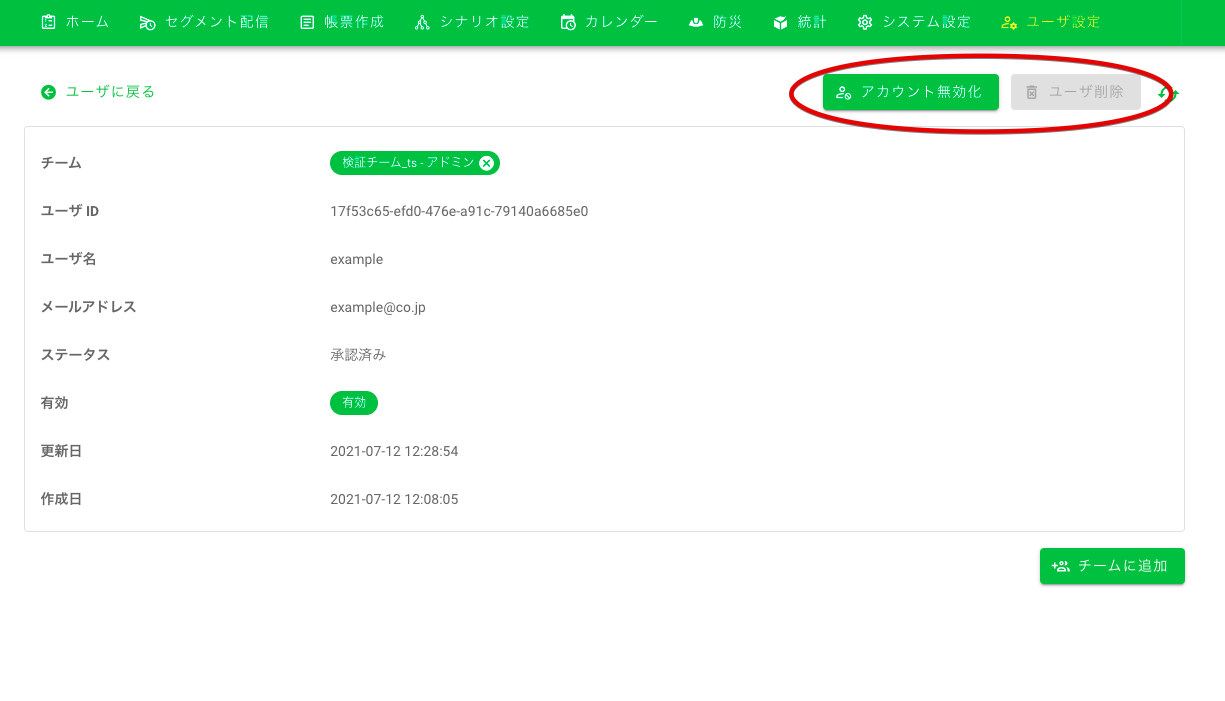 ホーム セグメント配信 帳票作成 シナリオ設定 カレンダー 防災 統計 システム設定 ユーザ設定
ユーザに戻る アカウント無効化 ユーザ削除
チーム 検証チーム_ts - アドミン
ユーザ ID 17f53c65-efd0-476e-a91c-79140a6685e0
ユーザ名 example
メールアドレス example@co.jp
ステータス 承認済み
有効 有効
更新日 2021-07-12 12:28:54
作成日 2021-07-12 12:08:05
チームに追加